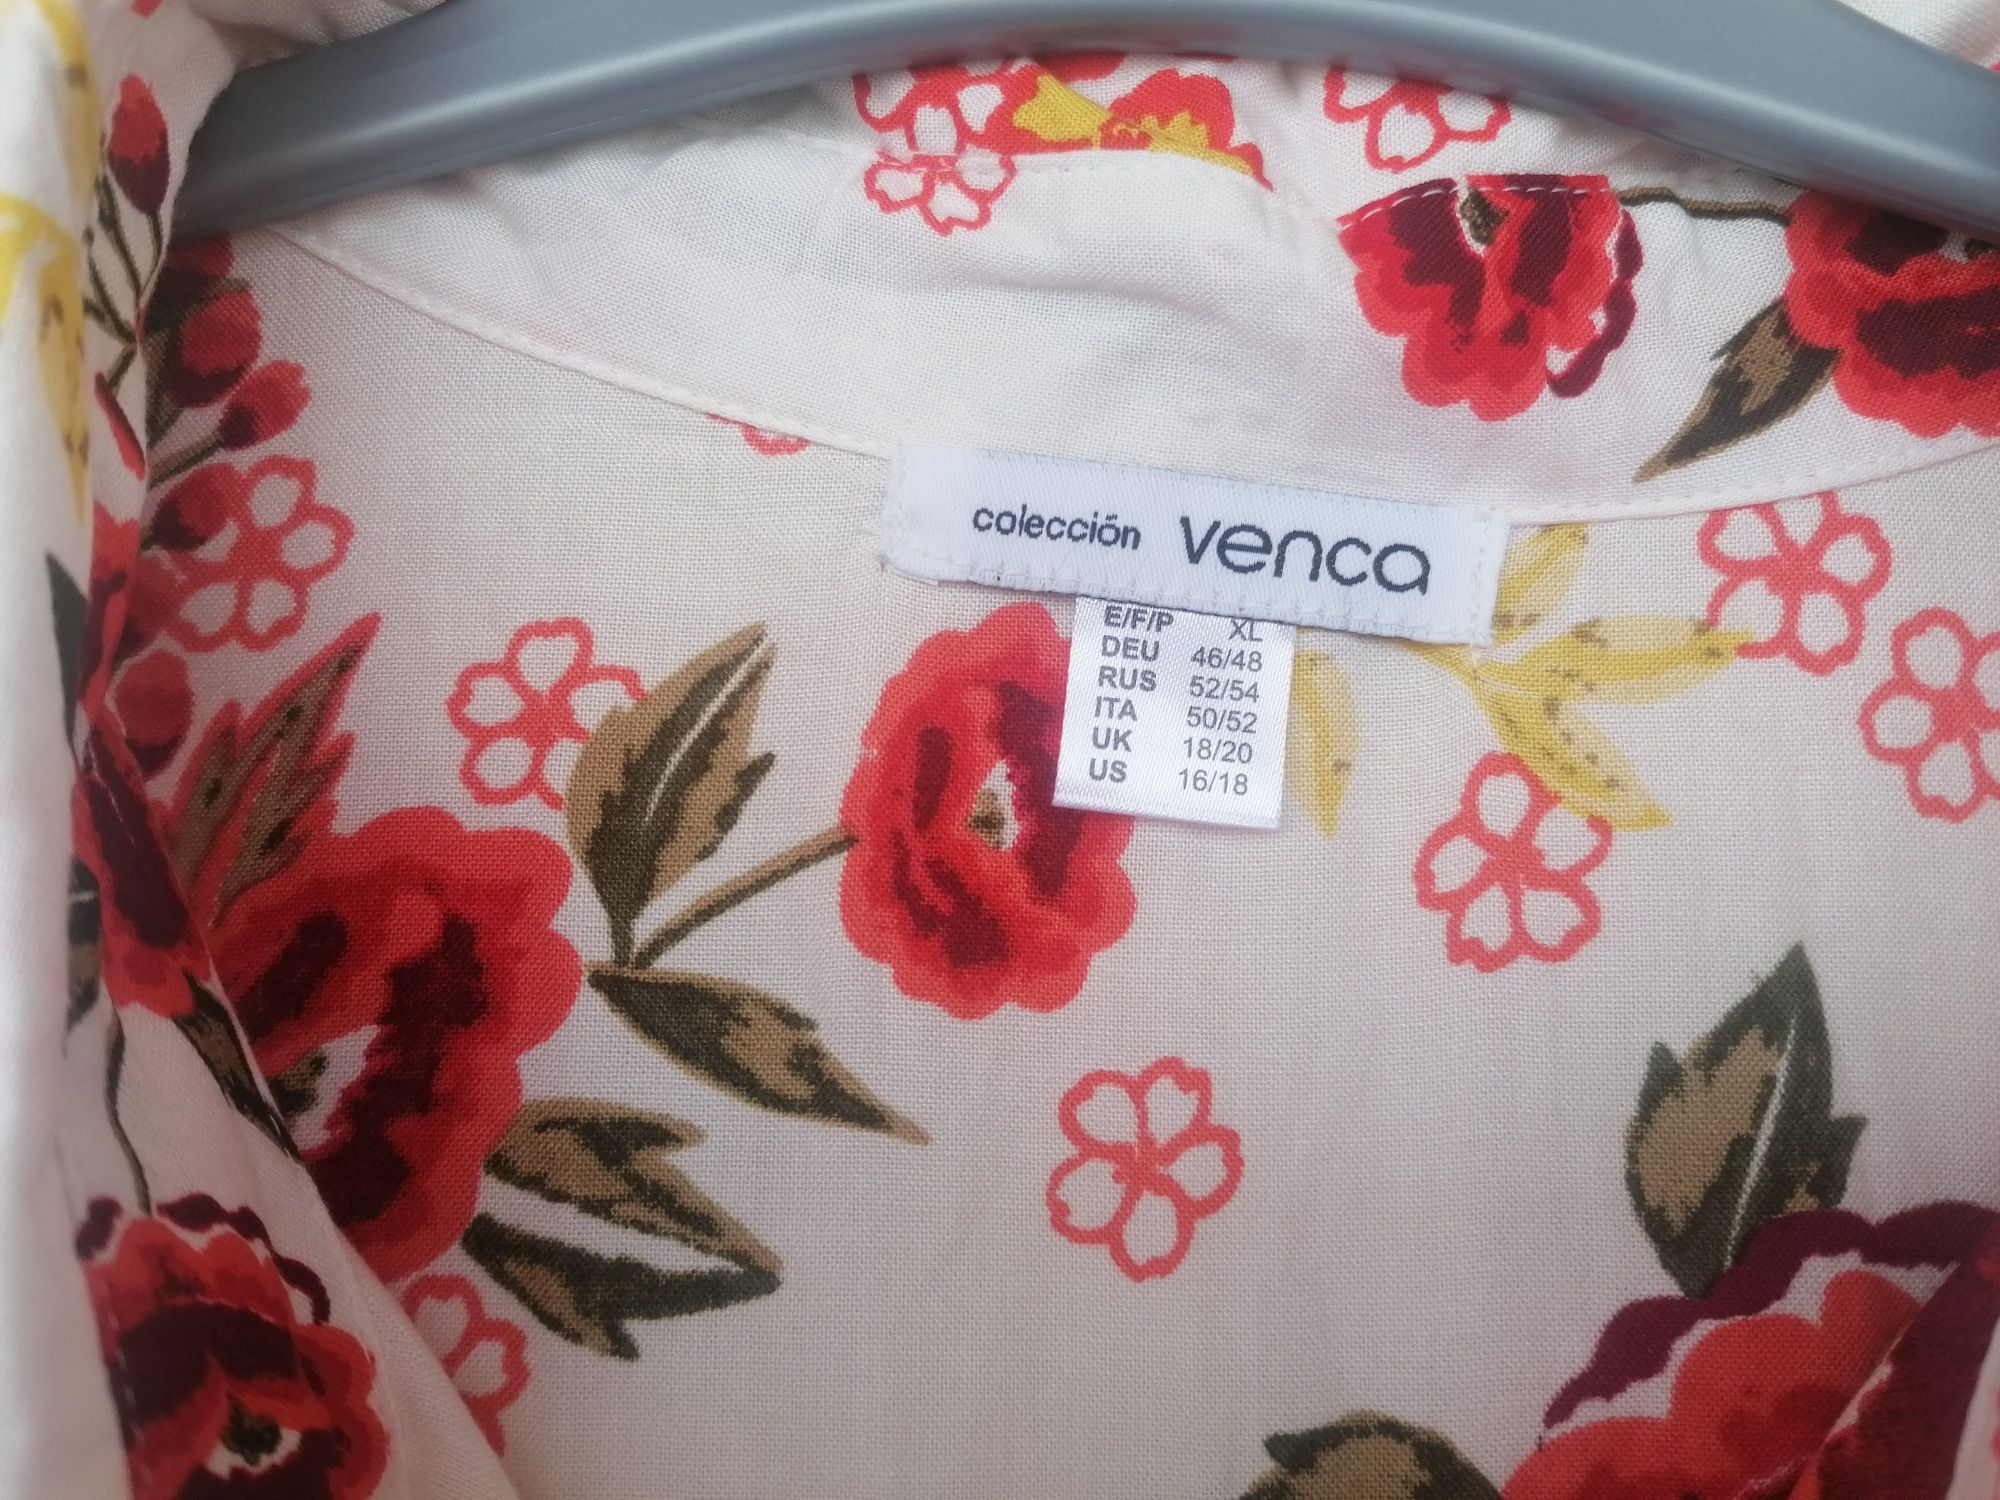 colección venca
E/F/P XL
DEU 46/48
RUS 52/54
ITA 50/52
UK 18/20
US 16/18